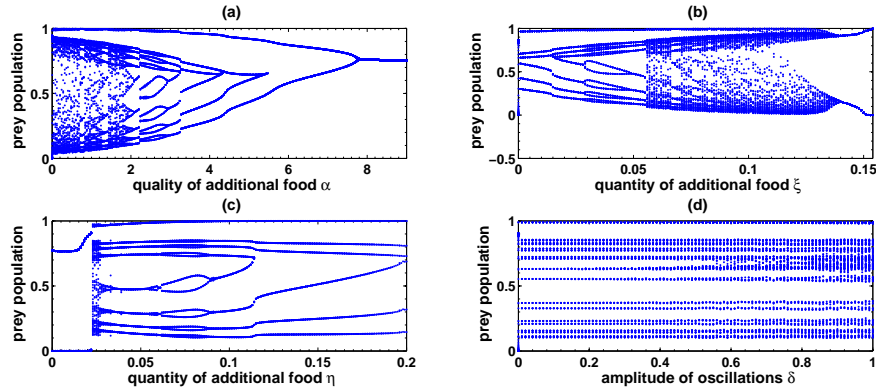 (a)
prey population
1
0.5
0
0 2 4 6 8
quality of additional food α
(b)
prey population
1
0.5
0
−0.5
0 0.05 0.1 0.15
quantity of additional food ξ
(c)
prey population
1
0.5
0
0 0.05 0.1 0.15 0.2
quantity of additional food η
(d)
prey population
1
0.5
0
0 0.2 0.4 0.6 0.8 1
amplitude of oscillations δ